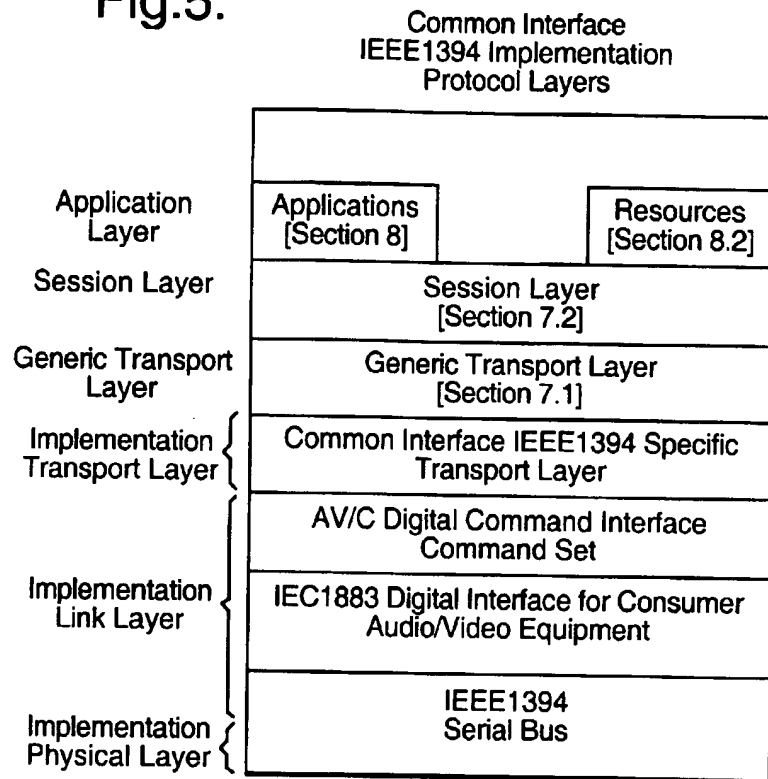 Fig.5.
Common Interface
IEEE1394 Implementation
Protocol Layers
Application
Layer
Applications
[Section 8]
Resources
[Section 8.2]
Session Layer
Session Layer
[Section 7.2]
Generic Transport
Layer
Generic Transport Layer
[Section 7.1]
Implementation
Transport Layer
Common Interface IEEE1394 Specific
Transport Layer
AV/C Digital Command Interface
Command Set
Implementation
Link Layer
IEC1883 Digital Interface for Consumer
Audio/Video Equipment
IEEE1394
Serial Bus
Implementation
Physical Layer